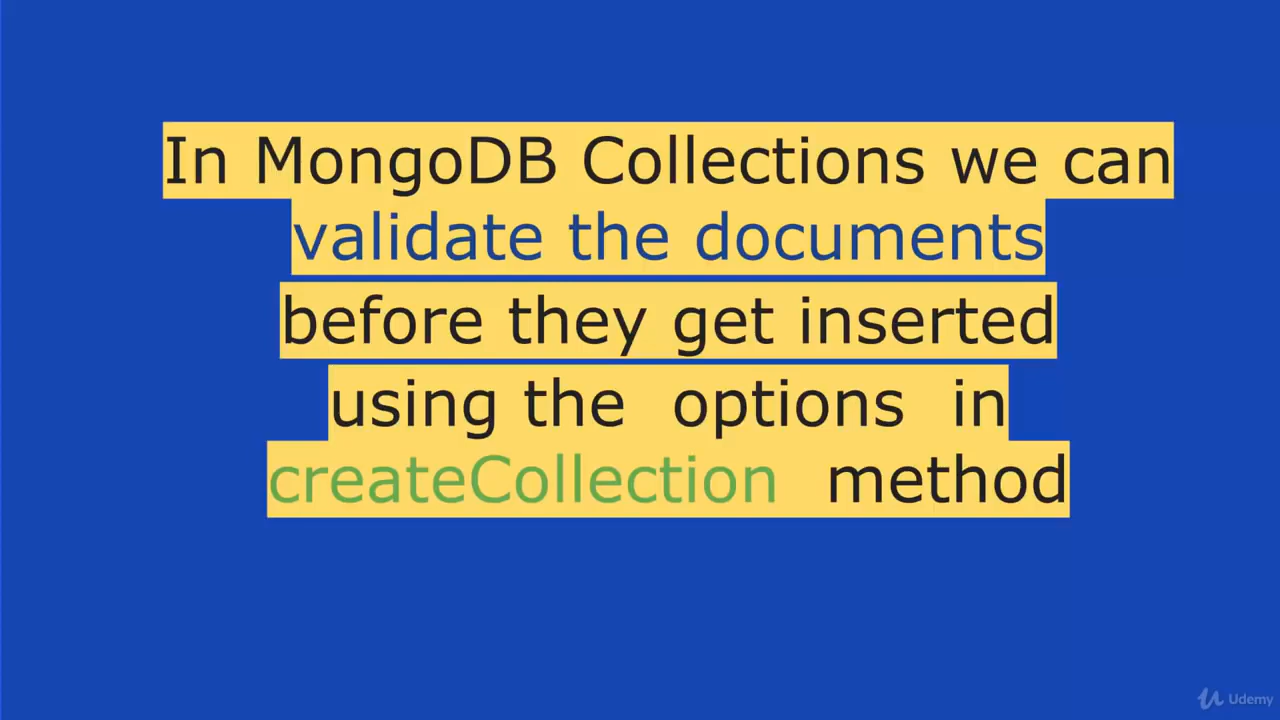 In MongoDB Collections we can
validate the documents
before they get inserted
using the options in
createCollection method
Udemy